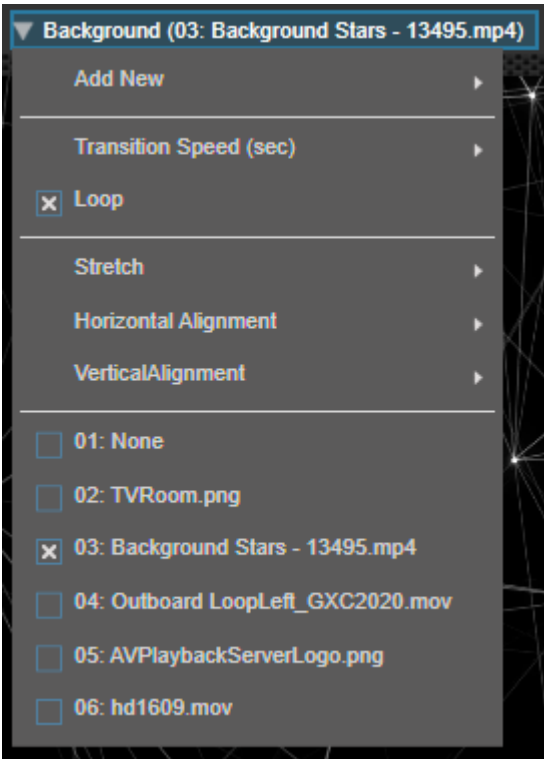 Background (03: Background Stars - 13495.mp4)
Add New
Transition Speed (sec)
Loop
Stretch
Horizontal Alignment
VerticalAlignment
01: None
02: TVRoom.png
03: Background Stars - 13495.mp4
04: Outboard LoopLeft_GXC2020.mov
05: AVPlaybackServerLogo.png
06: hd1609.mov